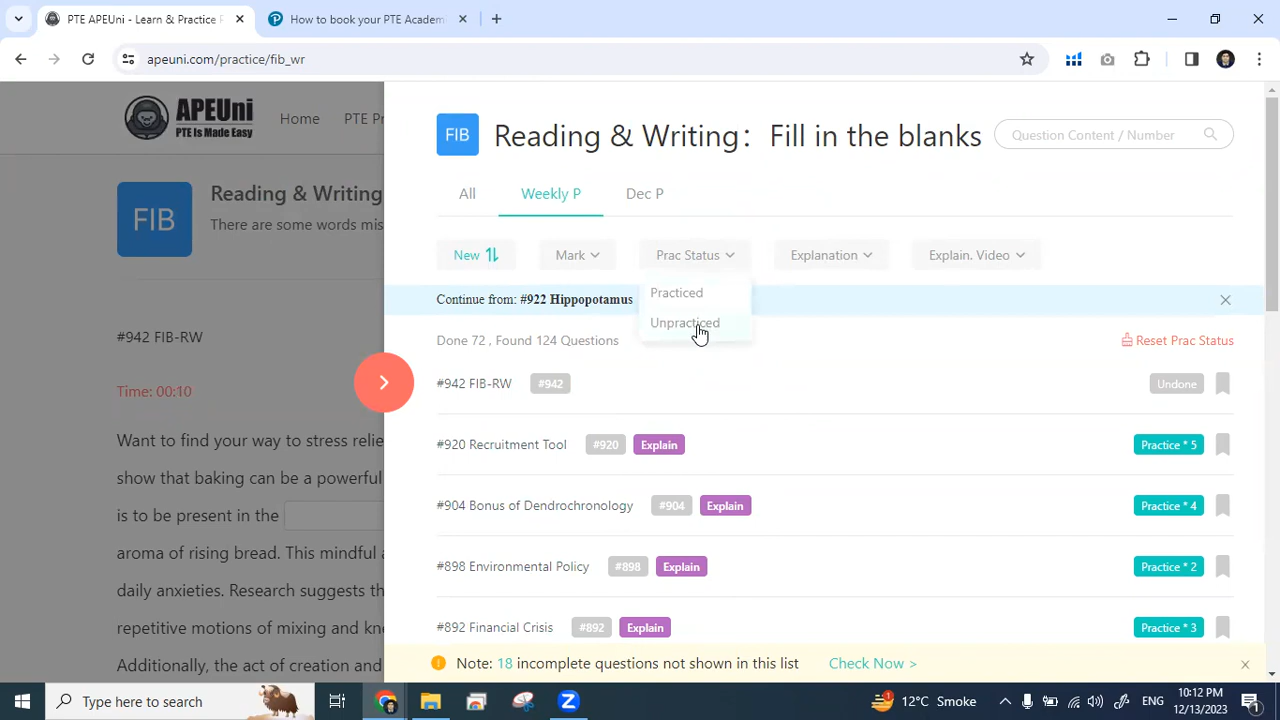 PTE APEUni - Learn & Practice P
How to book your PTE Academ
apeuni.com/practice/fib_wr
APEUni
PTE Is Made Easy
Home
PTE Pr
FIB
Reading & Writing: Fill in the blanks
Question Content / Number
All
Weekly P
Dec P
FIB
Reading & Writing
There are some words mis
New
Mark
Prac Status
Explanation
Explain. Video
Practiced
Unpracticed
Continue from: #922 Hippopotamus
#942 FIB-RW
Done 72 , Found 124 Questions
Reset Prac Status
Time: 00:10
#942 FIB-RW #942 Undone
Want to find your way to stress relie
show that baking can be a powerful
is to be present in the
aroma of rising bread. This mindful a
daily anxieties. Research suggests th
repetitive motions of mixing and kne
Additionally, the act of creation and
#920 Recruitment Tool #920 Explain Practice * 5
#904 Bonus of Dendrochronology #904 Explain Practice * 4
#898 Environmental Policy #898 Explain Practice * 2
#892 Financial Crisis #892 Explain Practice * 3
Note: 18 incomplete questions not shown in this list Check Now >
Type here to search
12°C Smoke
ENG
10:12 PM
12/13/2023